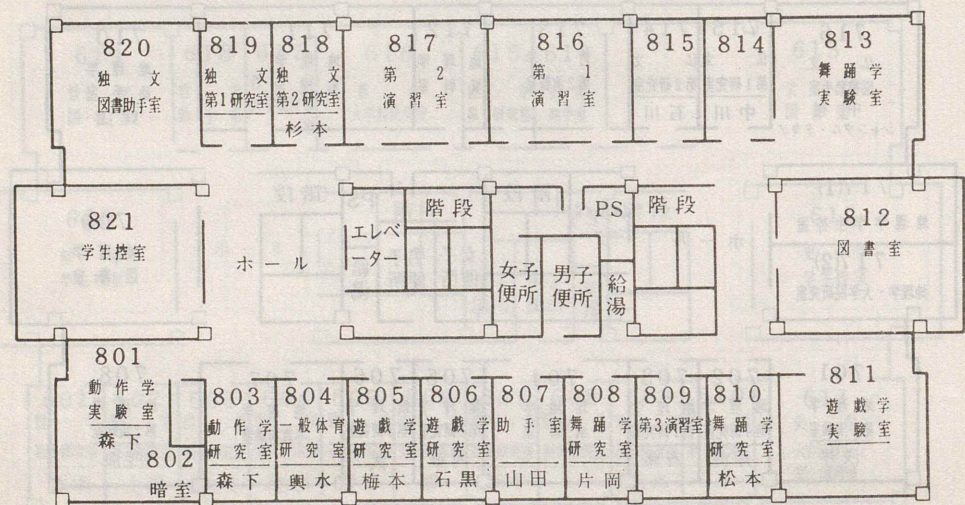 820
独文
図書助手室
819
独文
第1研究室
818
独文
第2研究室
杉本
817
第2
演習室
816
第1
演習室
815
814
813
舞踊学
実験室
821
学生控室
ホール
階段
エレベ
ーター
女子
便所
男子
便所
PS
階段
給湯
812
図書室
801
動作学
実験室
森下
802
暗室
803
動作学
研究室
森下
804
一般体育
研究室
輿水
805
遊戯学
研究室
梅本
806
遊戯学
研究室
石黒
807
助手室
山田
808
舞踊学
研究室
片岡
809
第3演習室
810
舞踊学
研究室
松本
811
遊戯学
実験室